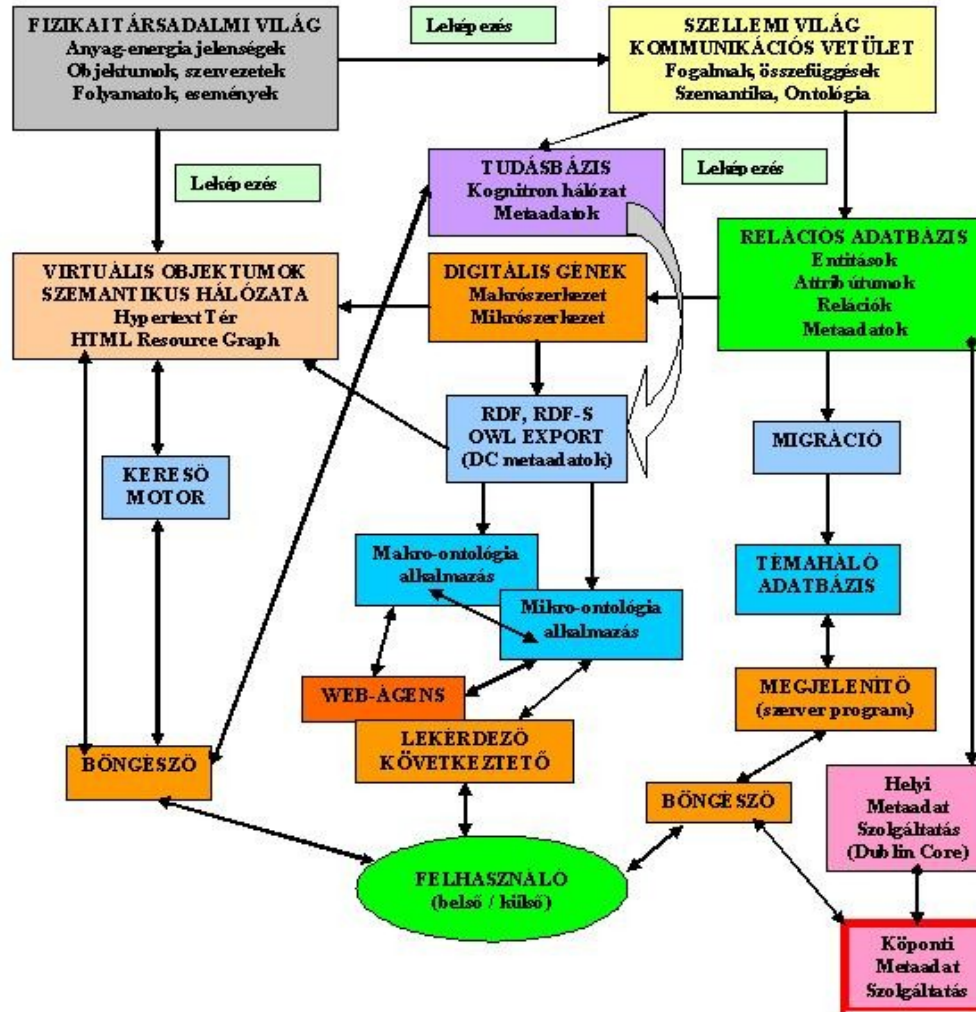 FIZIKAI TÁRSADALMI VILÁG
Anyag-energia jelenségek
Objektumok, szervezetek
Folyamatok, események
Leképezés
SZELLEMI VILÁG
KOMMUNIKÁCIÓS VETÜLET
Fogalmak, összefüggések
Szemantika, Ontológia
Leképezés
TUDÁSBÁZIS
Kognitron hálózat
Metaadatok
Leképezés
VIRTUÁLIS OBJEKTUMOK
SZEMANTIKUS HÁLÓZATA
Hypertext Tér
HTML Resource Graph
DIGITÁLIS GÉNEK
Makrószerkezet
Mikrószerkezet
RELÁCIÓS ADATBÁZIS
Entitások
Attribútumok
Relációk
Metaadatok
RDF, RDF-S
OWL EXPORT
(DC metaadatok)
MIGRÁCIÓ
KERESŐ
MOTOR
Makro-ontológia
alkalmazás
Mikro-ontológia
alkalmazás
TÉMAHÁLÓ
ADATBÁZIS
WEB-ÁGENS
LEKÉRDEZŐ
KÖVETKEZTETŐ
MEGJELENÍTŐ
(szerver program)
BÖNGÉSZŐ
BÖNGÉSZŐ
Helyi
Metaadat
Szolgáltatás
(Dublin Core)
FELHASZNÁLÓ
(belső / külső)
Köponti
Metaadat
Szolgáltatás